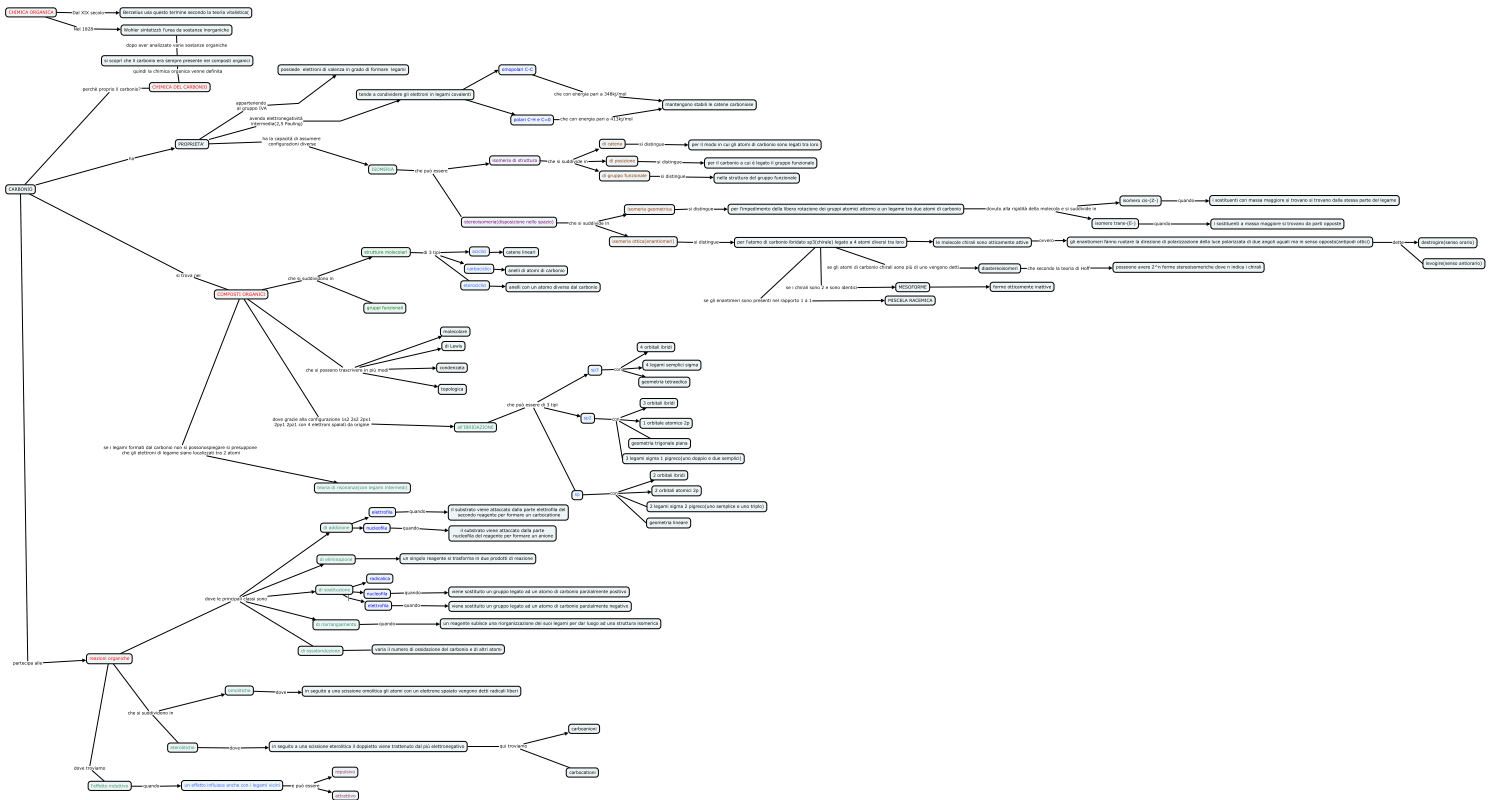 CHIMICA ORGANICA
Dal XIX secolo
Berzelius usa questo termine secondo la teoria vitalistica(
Nel 1828
Wohler sintetizzò l'urea da sostanze inorganiche
dopo aver analizzato varie sostanze organiche
si scoprì che il carbonio era sempre presente nei composti organici
quindi la chimica organica venne definita
CHIMICA DEL CARBONIO
perchè proprio il carbonio?
CARBONIO
ha
PROPRIETA'
appartenendo
al gruppo IVA
possiede elettroni di valenza in grado di formare legami
avendo elettronegatività
intermedia(2,5 Pauling)
tende a condividere gli elettroni in legami covalenti
omopolari C-C
che con energia pari a 348kj/mol
polari C-H e C=O
che con energia pari a 413kj/mol
mantengono stabili le catene carboniose
ha la capacità di assumere
configurazioni diverse
ISOMERIA
che può essere
isomeria di struttura
che si suddivide in
di catena
si distingue
per il modo in cui gli atomi di carbonio sono legati tra loro
di posizione
si distingue
per il carbonio a cui è legato il gruppo funzionale
di gruppo funzionale
si distingue
nella struttura del gruppo funzionale
stereoisomeria(disposizione nello spazio)
che si suddivide in
isomeria geometrica
si distingue
per l'impedimento della libera rotazione dei gruppi atomici attorno a un legame tra due atomi di carbonio
dovuto alla rigidità della molecola e si suddivide in
isomero cis-(Z-)
quando
i sostituenti con massa maggiore si trovano si trovano dalla stessa parte del legame
isomero trans-(E-)
quando
i sostituenti a massa maggiore si trovano da parti opposte
isomeria ottica(enantiomeri)
si distingue
per l'atomo di carbonio ibridato sp3(chirale) legato a 4 atomi diversi tra loro
le molecole chirali sono otticamente attive
ovvero
gli enantiomeri fanno ruotare la direzione di polarizzazione della luce polarizzata di due angoli uguali ma in senso opposto(antipodi ottici)
detti
destrogire(senso orario)
levogire(senso antiorario)
se gli atomi di carbonio chirali sono più di uno vengono detti
diastereoisomeri
che secondo la teoria di Hoff
possono avere 2^n forme stereoisomeriche dove n indica i chirali
se i chirali sono 2 e sono identici
MESOFORME
forme otticamente inattive
se gli enantmieri sono presenti nel rapporto 1 a 1
MISCELA RACEMICA
si trova nei
COMPOSTI ORGANICI
che si suddividono in
strutture molecolari
di 3 tipi
aciclici
catene lineari
carbociclici
anelli di atomi di carbonio
eterociclici
anelli con un atomo diverso dal carbonio
gruppi funzionali
che si possono trascrivere in più modi
molecolare
di Lewis
condenzata
topologica
dove grazie alla configurazione 1s2 2s2 2px1
2py1 2pz1 con 4 elettroni spaiati da origine
all'IBRIDAZIONE
che può essere di 3 tipi
sp3
con
4 orbitali ibridi
4 legami semplici sigma
geometria tetraedica
sp2
con
3 orbitali ibridi
1 orbitale atomico 2p
geometria trigonale piana
3 legami sigma 1 pigreco(uno doppio e due semplici)
sp
con
2 orbitali ibridi
2 orbitali atomici 2p
2 legami sigma 2 pigreco(uno semplice e uno triplo)
geometria lineare
se i legami formati dal carbonio non si possonospiegare si presuppone
che gli elettroni di legame siano localizzati tra 2 atomi
teoria di risonanza(con legami intermedi)
partecipa alle
reazioni organiche
dove le principali classi sono
di addizione
elettrofila
quando
il substrato viene attaccato dalla parte elettrofila del
secondo reagente per formare un carbocatione
nucleofila
quando
il substrato viene attaccato dalla parte
nucleofila del reagente per formare un anione
di eliminazione
un singolo reagente si trasforma in due prodotti di reazione
di sostituzione
radicalica
nucleofila
quando
viene sostituito un gruppo legato ad un atomo di carbonio parzialmente positivo
elettrofila
quando
viene sostituito un gruppo legato ad un atomo di carbonio parzialmente negativo
di riarrangiamento
quando
un reagente subisce una riorganizzazione dei suoi legami per dar luogo ad una struttura isomerica
di ossidoriduzione
varia il numero di ossidazione del carbonio e di altri atomi
che si suddividono in
omolitiche
dove
in seguito a una scissione omolitica gli atomi con un elettrone spaiato vengono detti radicali liberi
eterolitiche
dove
in seguito a una scissione eterolitica il doppietto viene trattenuto dal più elettronegativo
qui troviamo
carboanioni
carbocationi
dove troviamo
l'effetto induttivo
quando
un effetto influisce anche con i legami vicini
e può essere
repulsivo
attrattivo